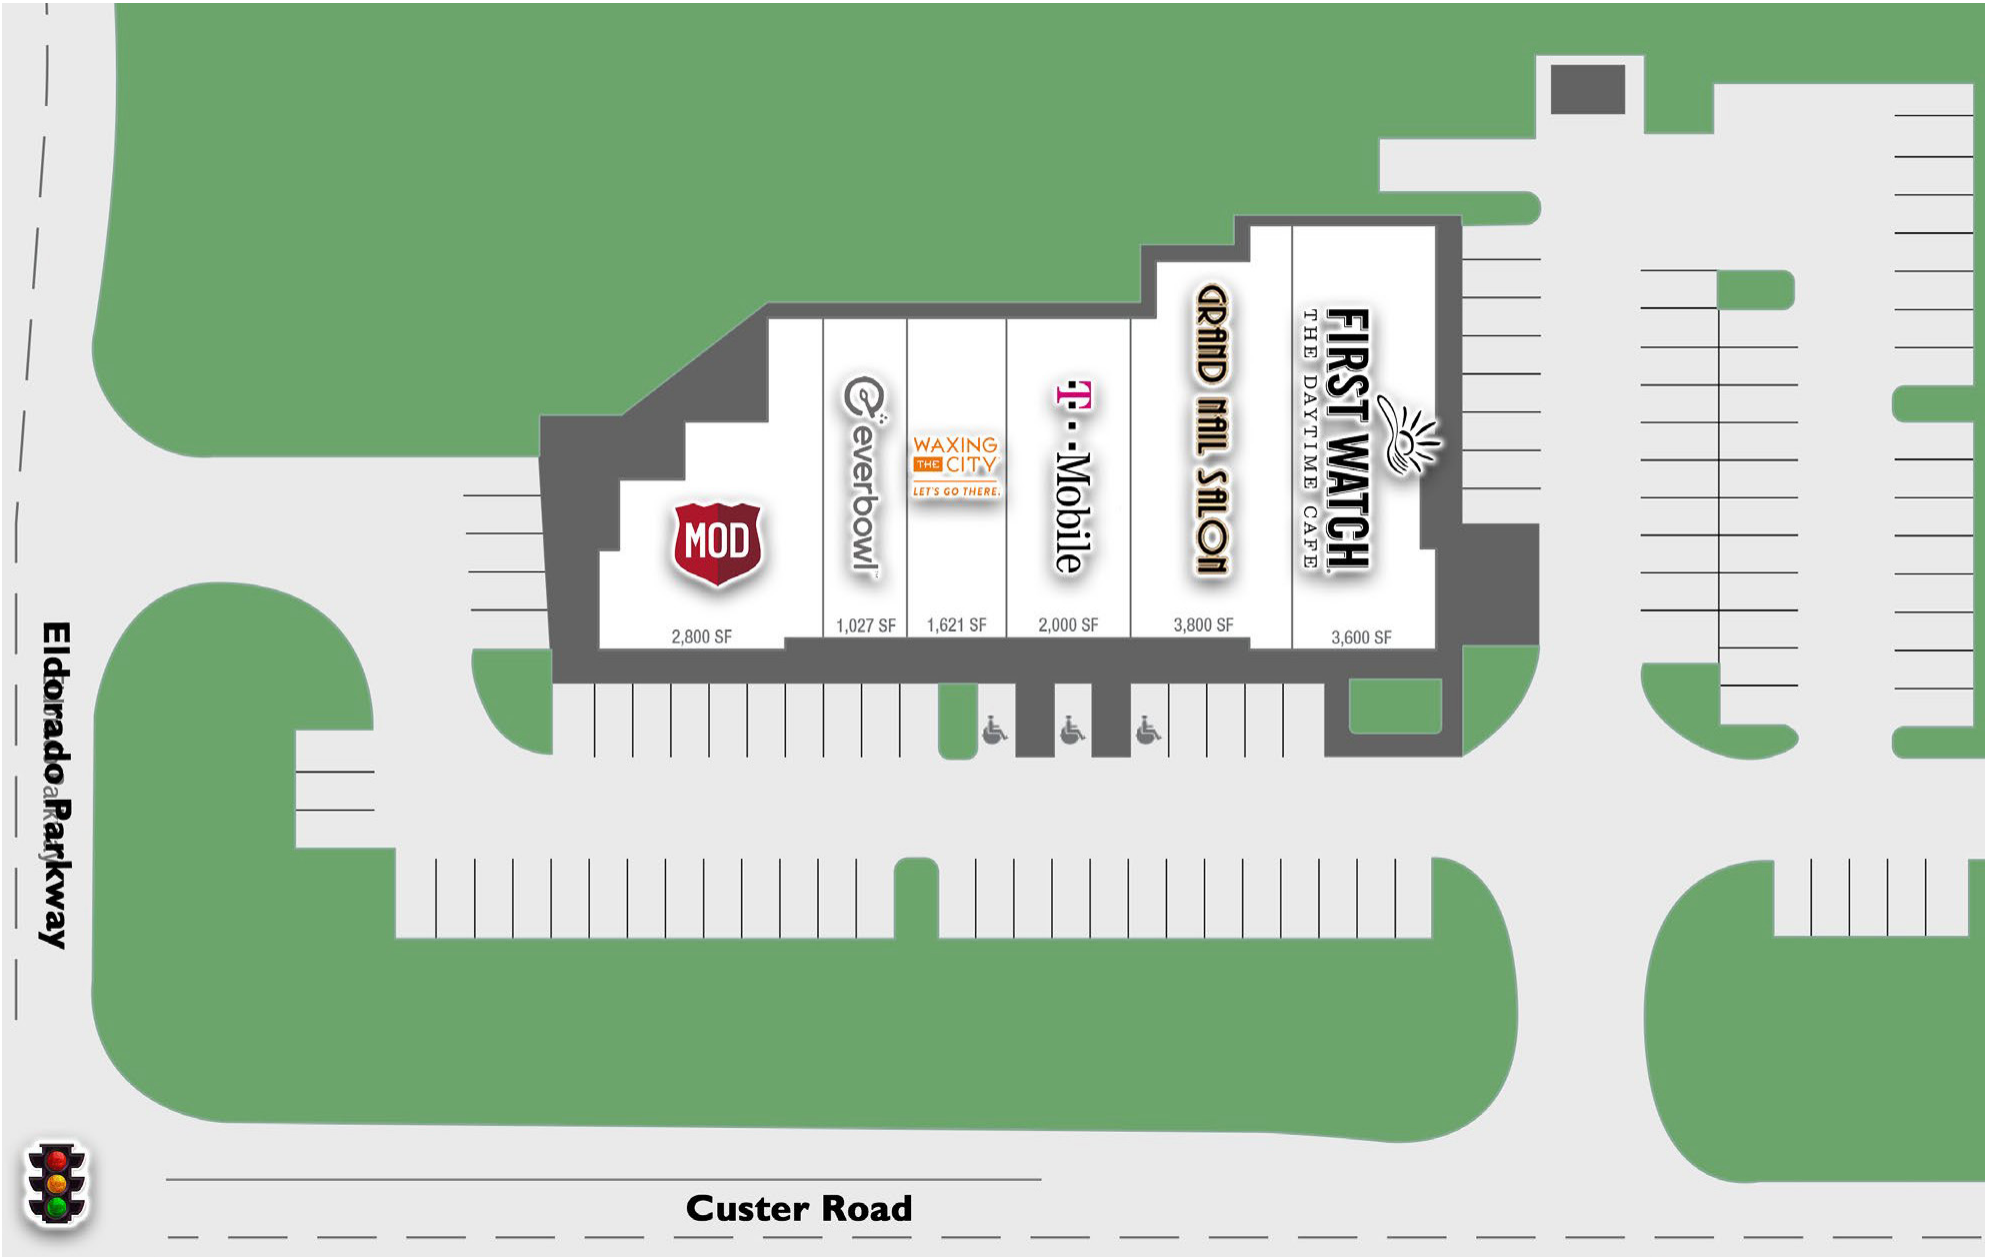 MOD
2,800 SF
everbowl™
1,027 SF
WAXING
THE CITY
LET'S GO THERE.
1,621 SF
T··Mobile
2,000 SF
GRAND NAIL SALON
3,800 SF
FIRST WATCH®
THE DAYTIME CAFE
3,600 SF
Eldorado Parkway
Custer Road